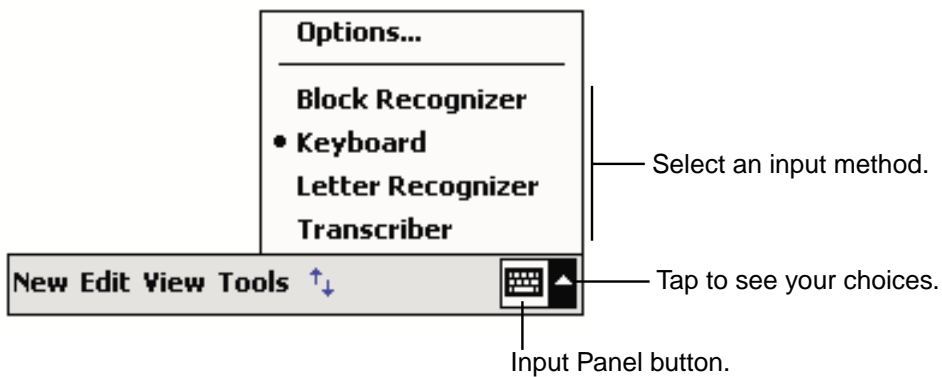 Options...
Block Recognizer
• Keyboard
Letter Recognizer
Transcriber
Select an input method.
New Edit View Tools
Tap to see your choices.
Input Panel button.